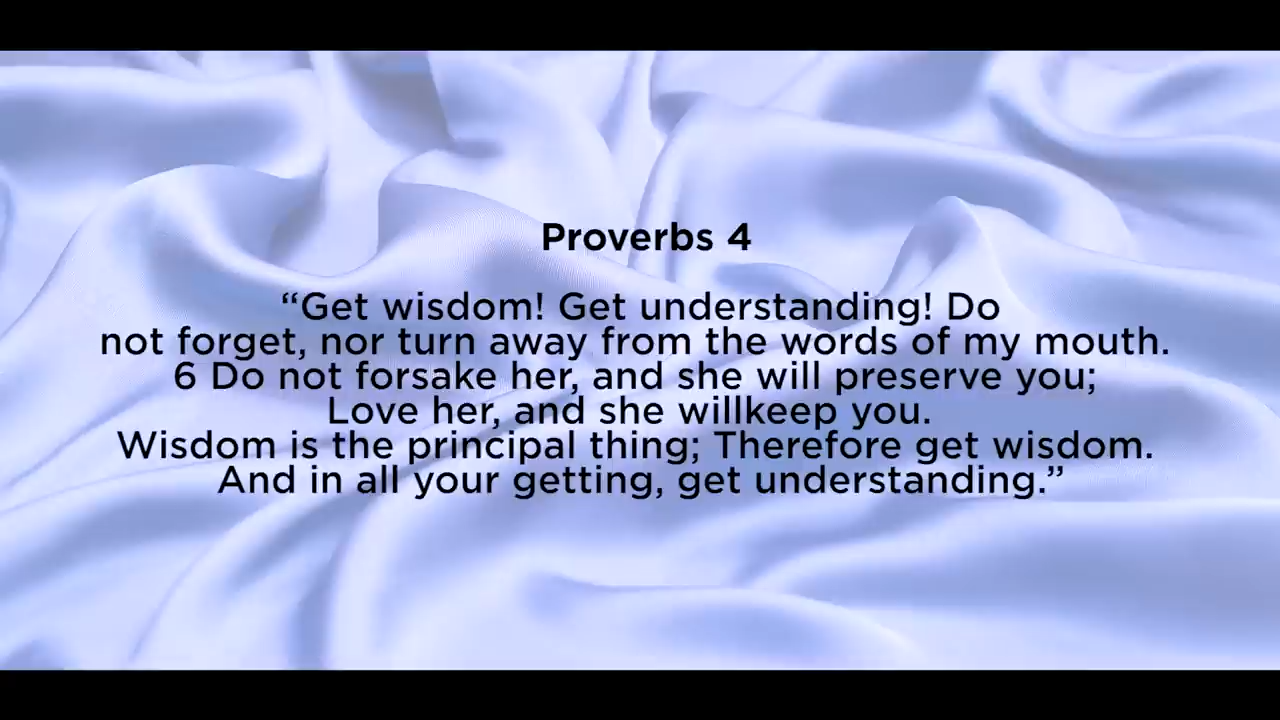 Proverbs 4
“Get wisdom! Get understanding! Do
not forget, nor turn away from the words of my mouth.
6 Do not forsake her, and she will preserve you;
Love her, and she willkeep you.
Wisdom is the principal thing; Therefore get wisdom.
And in all your getting, get understanding.”